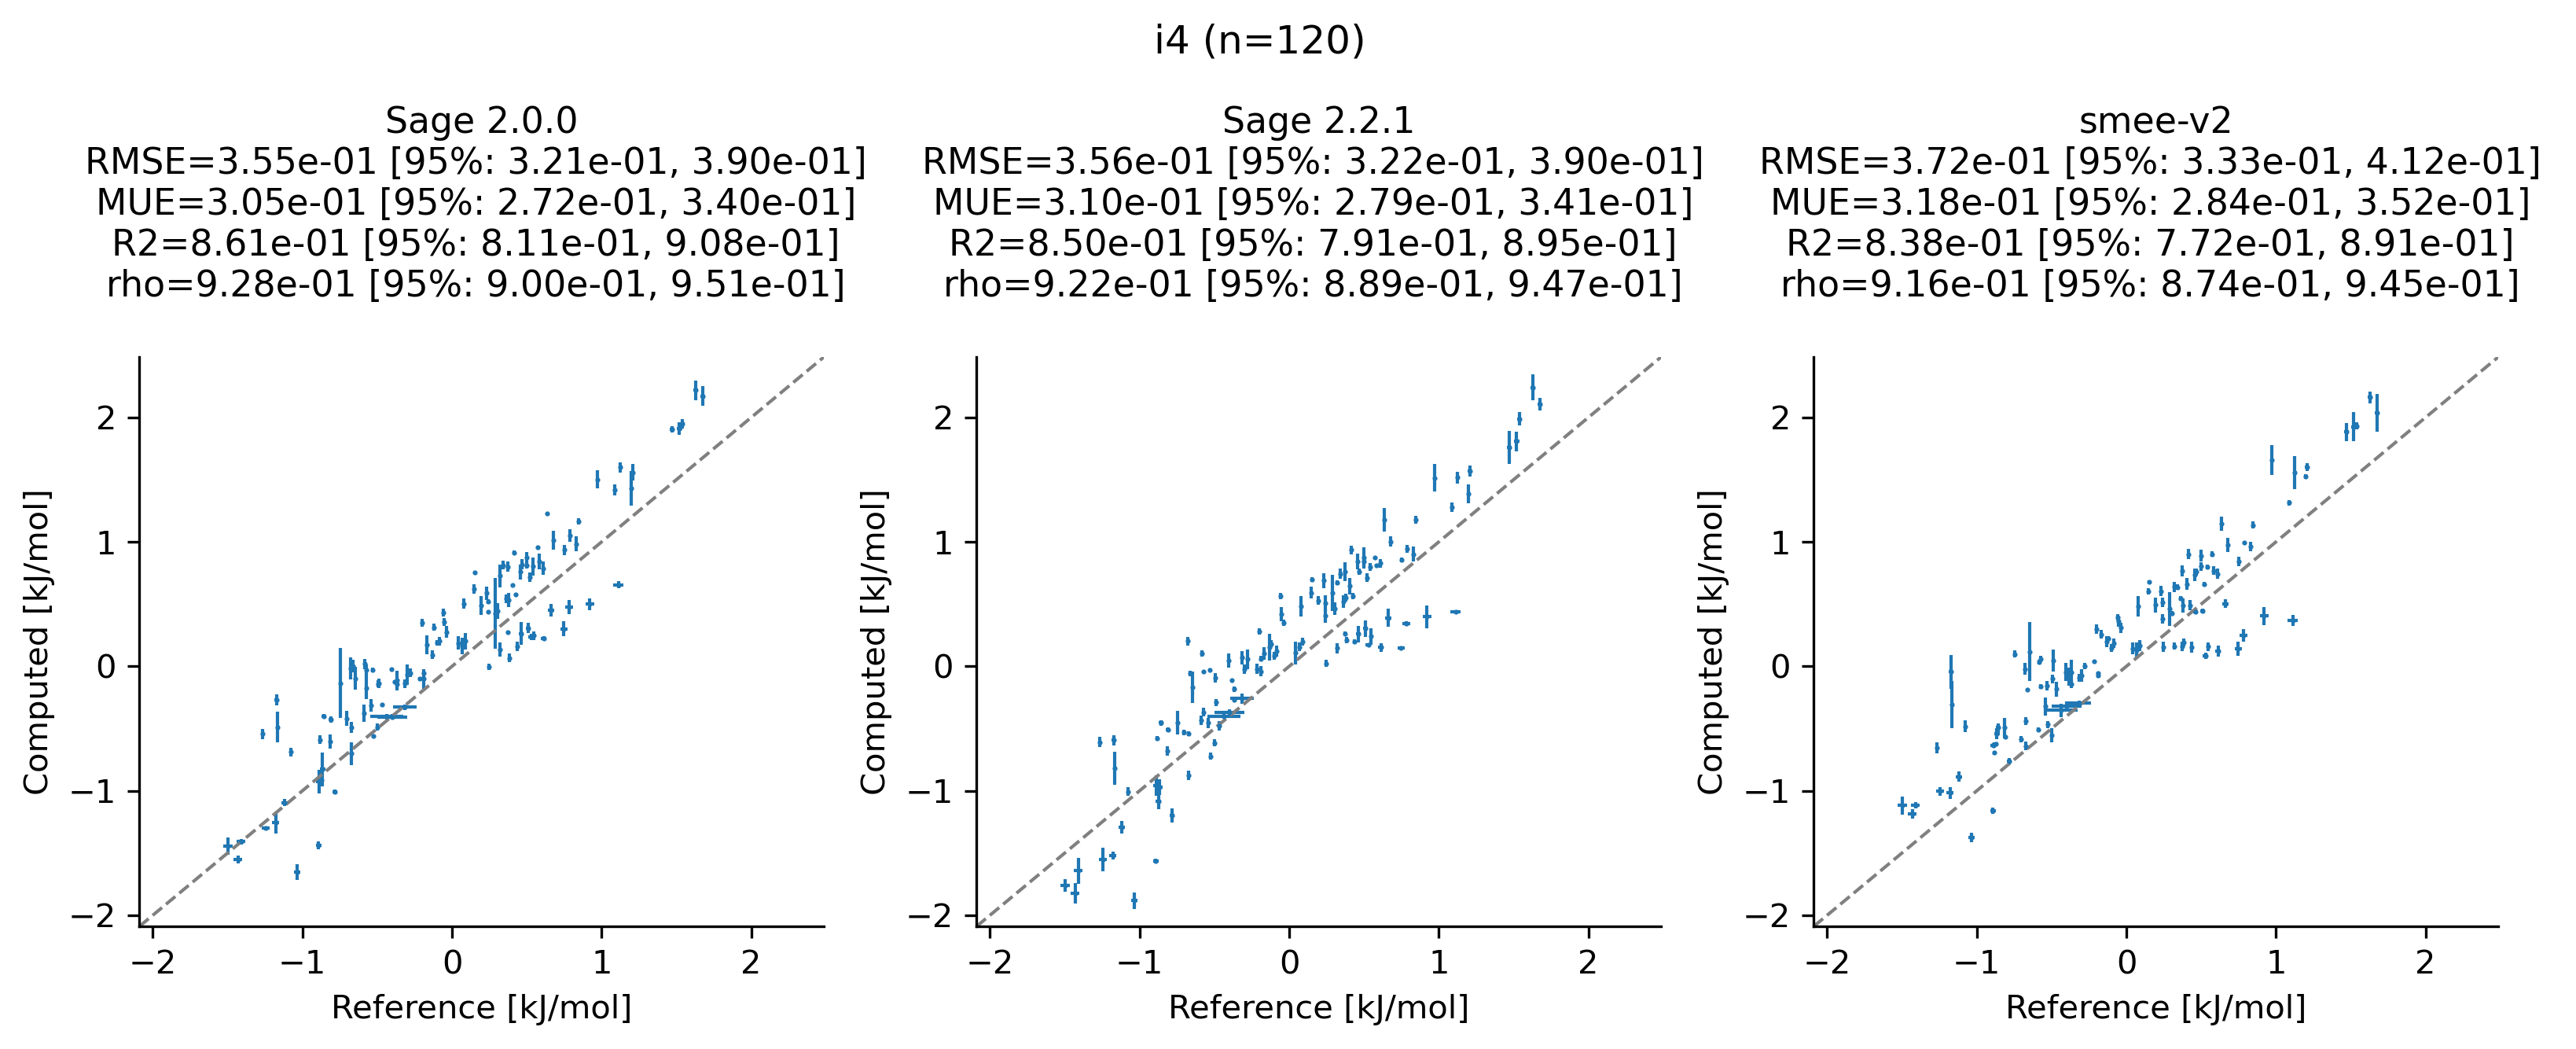 i4 (n=120)
Sage 2.0.0
RMSE=3.55e-01 [95%: 3.21e-01, 3.90e-01]
MUE=3.05e-01 [95%: 2.72e-01, 3.40e-01]
R2=8.61e-01 [95%: 8.11e-01, 9.08e-01]
rho=9.28e-01 [95%: 9.00e-01, 9.51e-01]
2
1
0
−1
−2
Computed [kJ/mol]
−2 −1 0 1 2
Reference [kJ/mol]
Sage 2.2.1
RMSE=3.56e-01 [95%: 3.22e-01, 3.90e-01]
MUE=3.10e-01 [95%: 2.79e-01, 3.41e-01]
R2=8.50e-01 [95%: 7.91e-01, 8.95e-01]
rho=9.22e-01 [95%: 8.89e-01, 9.47e-01]
2
1
0
−1
−2
Computed [kJ/mol]
−2 −1 0 1 2
Reference [kJ/mol]
smee-v2
RMSE=3.72e-01 [95%: 3.33e-01, 4.12e-01]
MUE=3.18e-01 [95%: 2.84e-01, 3.52e-01]
R2=8.38e-01 [95%: 7.72e-01, 8.91e-01]
rho=9.16e-01 [95%: 8.74e-01, 9.45e-01]
2
1
0
−1
−2
Computed [kJ/mol]
−2 −1 0 1 2
Reference [kJ/mol]